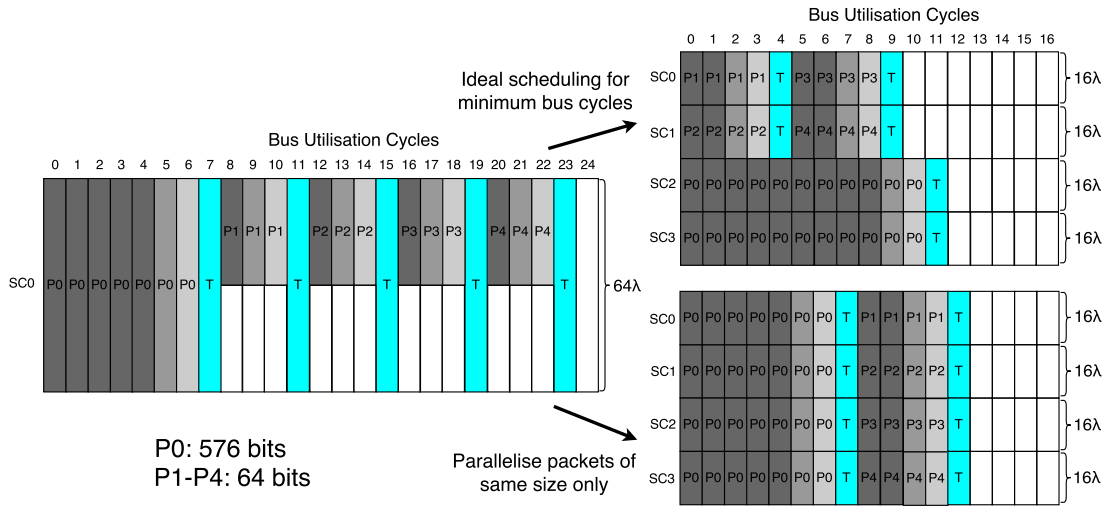 Bus Utilisation Cycles
0 1 2 3 4 5 6 7 8 9 10 11 12 13 14 15 16 17 18 19 20 21 22 23 24
P1 P1 P1 P2 P2 P2 P3 P3 P3 P4 P4 P4
SC0 P0 P0 P0 P0 P0 P0 P0 T T T T T 64λ
P0: 576 bits
P1-P4: 64 bits
Ideal scheduling for
minimum bus cycles
Bus Utilisation Cycles
0 1 2 3 4 5 6 7 8 9 10 11 12 13 14 15 16
SC0 P1 P1 P1 P1 T P3 P3 P3 P3 T 16λ
SC1 P2 P2 P2 P2 T P4 P4 P4 P4 T 16λ
SC2 P0 P0 P0 P0 P0 P0 P0 P0 P0 P0 P0 T 16λ
SC3 P0 P0 P0 P0 P0 P0 P0 P0 P0 P0 P0 T 16λ
Parallelise packets of
same size only
SC0 P0 P0 P0 P0 P0 P0 P0 T P1 P1 P1 P1 T 16λ
SC1 P0 P0 P0 P0 P0 P0 P0 T P2 P2 P2 P2 T 16λ
SC2 P0 P0 P0 P0 P0 P0 P0 T P3 P3 P3 P3 T 16λ
SC3 P0 P0 P0 P0 P0 P0 P0 T P4 P4 P4 P4 T 16λ